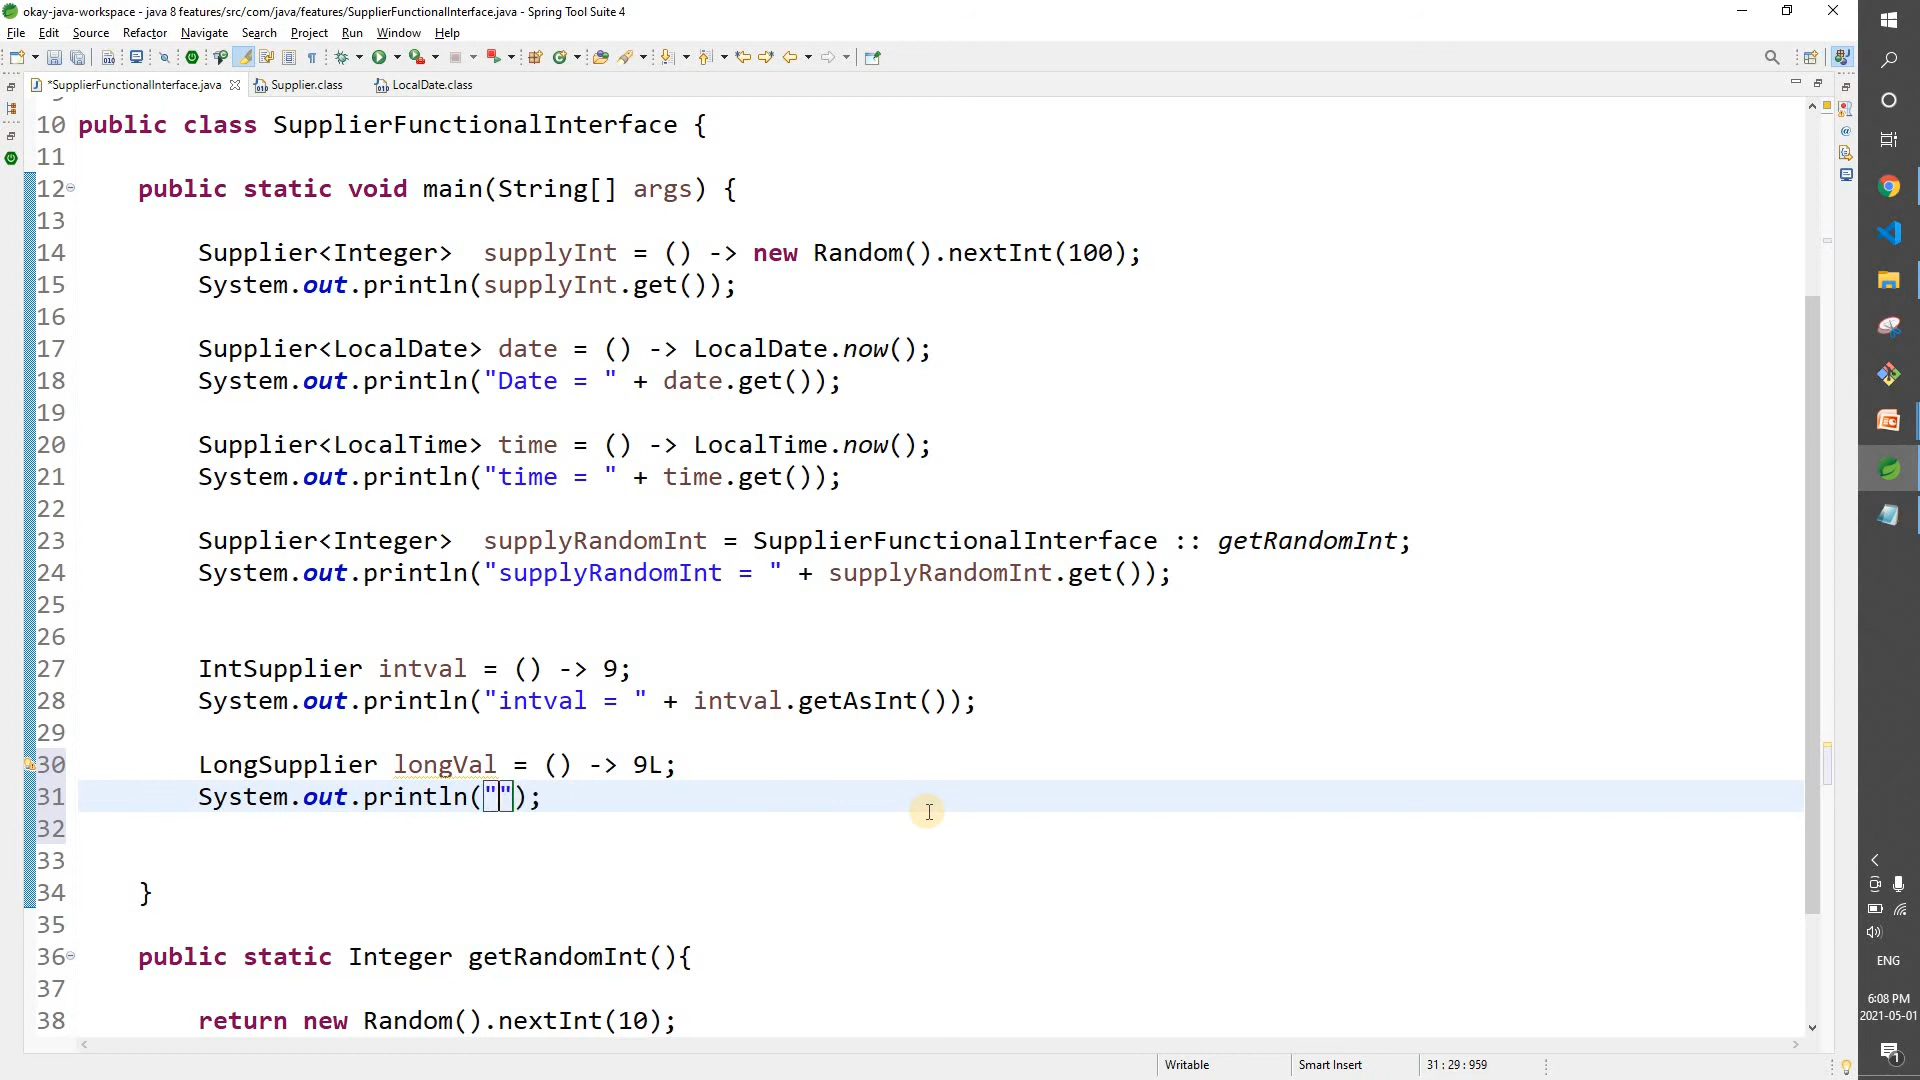 okay-java-workspace - java 8 features/src/com/java/features/SupplierFunctionalInterface.java - Spring Tool Suite 4
File Edit Source Refactor Navigate Search Project Run Window Help
*SupplierFunctionalInterface.java Supplier.class LocalDate.class
10 public class SupplierFunctionalInterface {
11
12 public static void main(String[] args) {
13
14 Supplier<Integer>  supplyInt = () -> new Random().nextInt(100);
15 System.out.println(supplyInt.get());
16
17 Supplier<LocalDate> date = () -> LocalDate.now();
18 System.out.println("Date = " + date.get());
19
20 Supplier<LocalTime> time = () -> LocalTime.now();
21 System.out.println("time = " + time.get());
22
23 Supplier<Integer>  supplyRandomInt = SupplierFunctionalInterface :: getRandomInt;
24 System.out.println("supplyRandomInt = " + supplyRandomInt.get());
25
26
27 IntSupplier intval = () -> 9;
28 System.out.println("intval = " + intval.getAsInt());
29
30 LongSupplier longVal = () -> 9L;
31 System.out.println("");
32
33
34 }
35
36 public static Integer getRandomInt(){
37
38 return new Random().nextInt(10);
Writable Smart Insert 31 : 29 : 959
ENG
6:08 PM
2021-05-01
1